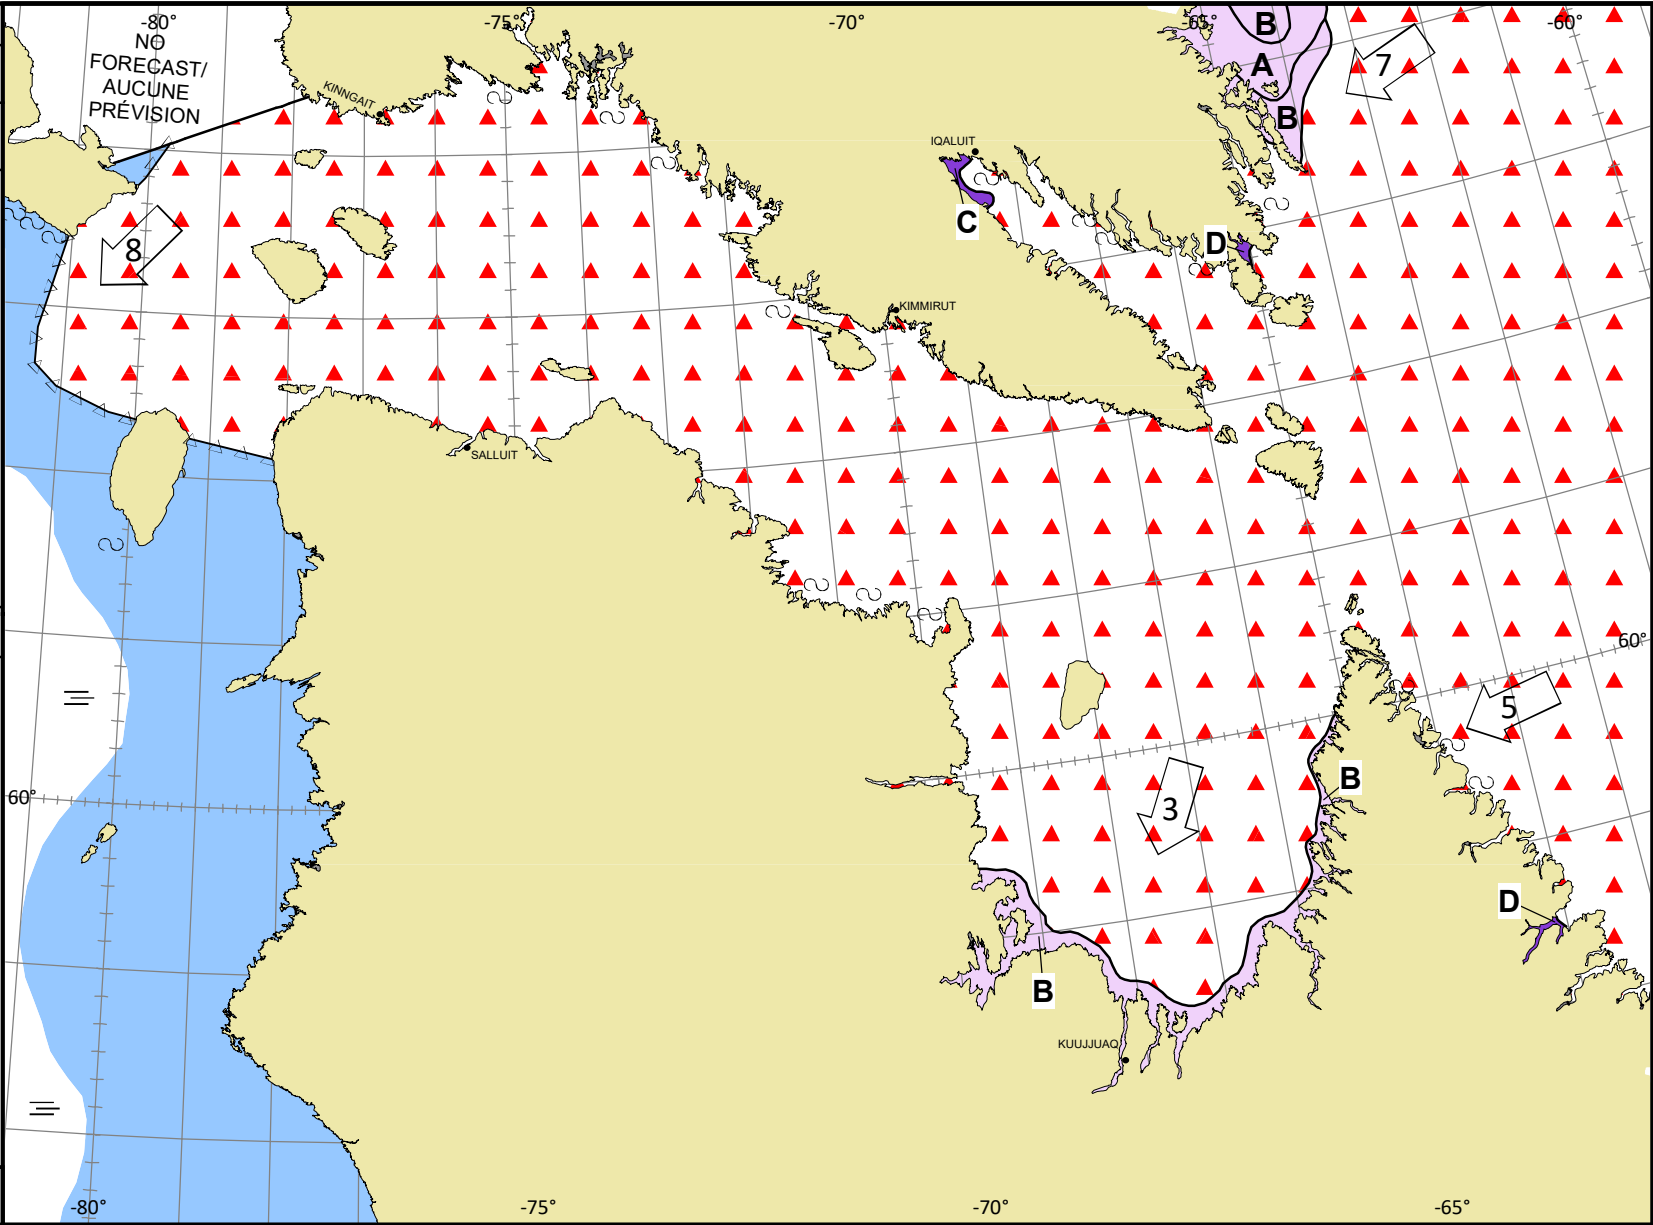 -80°
-75°
-70°
-65°
-60°
NO
FORECAST/
AUCUNE
PRÉVISION
B
A
7
B
KINNGAIT
IQALUIT
C
D
8
KIMMIRUT
SALLUIT
60°
5
B
3
60°
D
B
KUUJJUAQ
-80°
-75°
-70°
-65°